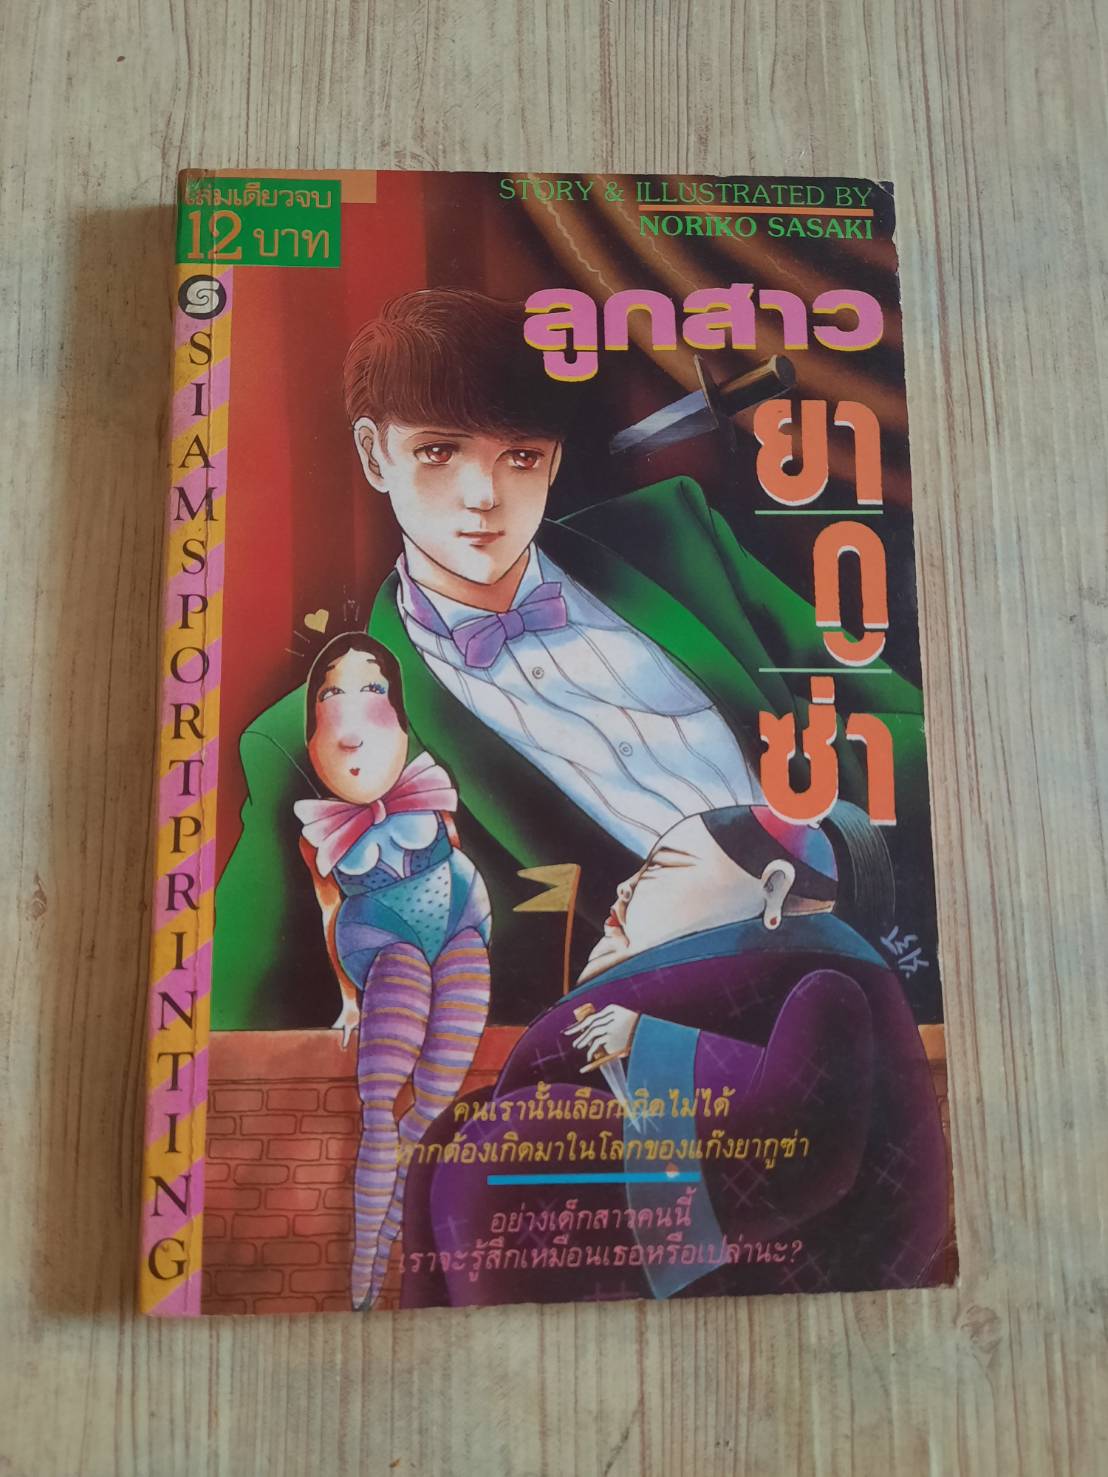 เล่มเดียวจบ
12 บาท
STORY & ILLUSTRATED BY
NORIKO SASAKI
ลูกสาว
ยา
กู
ซ่า
SIAMSPORTPRINTING
คนเรานั้นเลือกเกิดไม่ได้
หากต้องเกิดมาในโลกของแก๊งยากูซ่า
อย่างเด็กสาวคนนี้
เราจะรู้สึกเหมือนเธอหรือเปล่านะ?